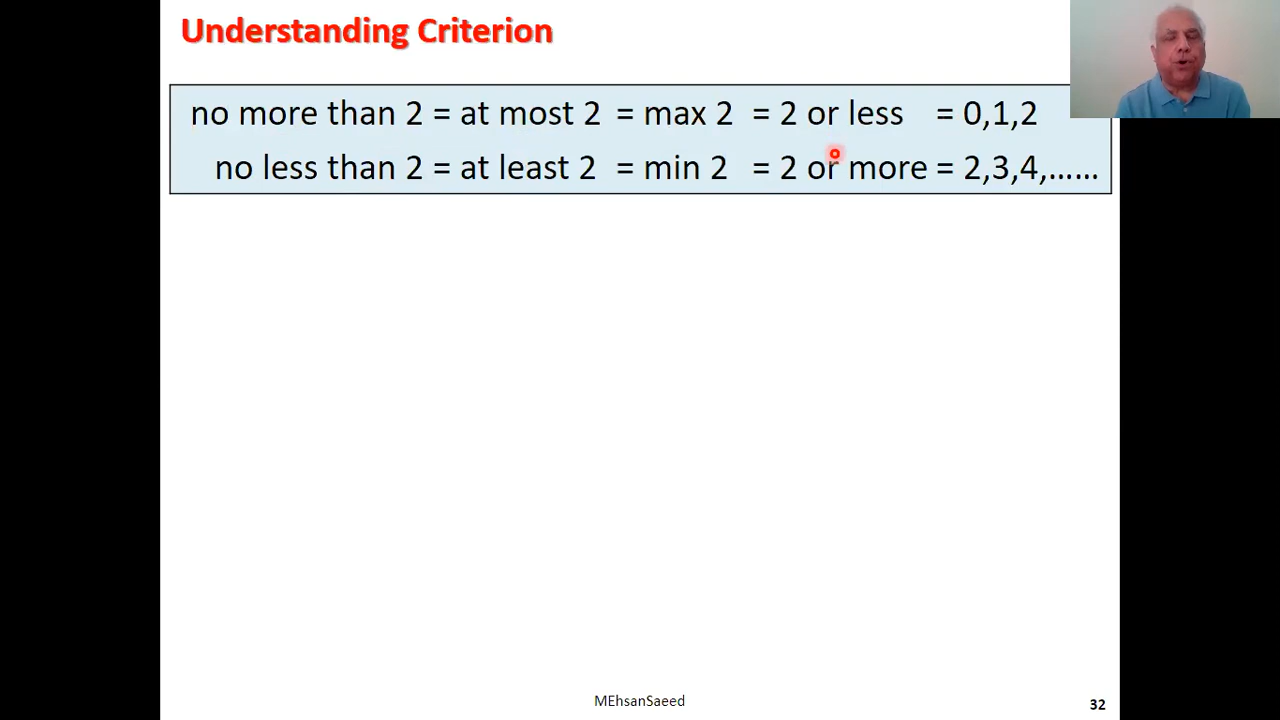 Understanding Criterion
no more than 2 = at most 2 = max 2 = 2 or less = 0,1,2
no less than 2 = at least 2 = min 2 = 2 or more = 2,3,4,......
MEhsanSaeed
32